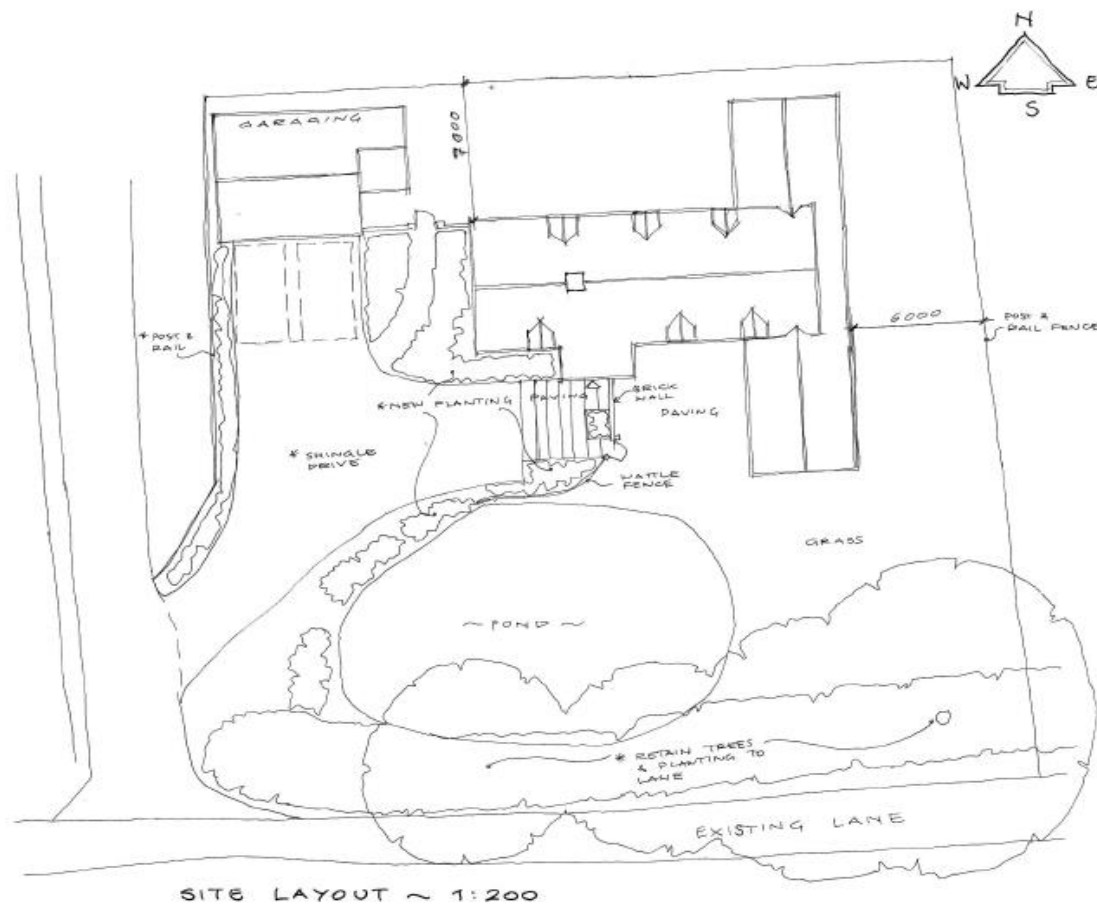 N
W E
S
GARAGING
7000
6000
* POST &
RAIL
POST &
RAIL FENCE
* NEW PLANTING
PAVING
BRICK
WALL
PAVING
* SHINGLE
DRIVE
WATTLE
FENCE
GRASS
~ POND ~
* RETAIN TREES
& PLANTING TO
LANE
EXISTING LANE
SITE LAYOUT ~ 1:200